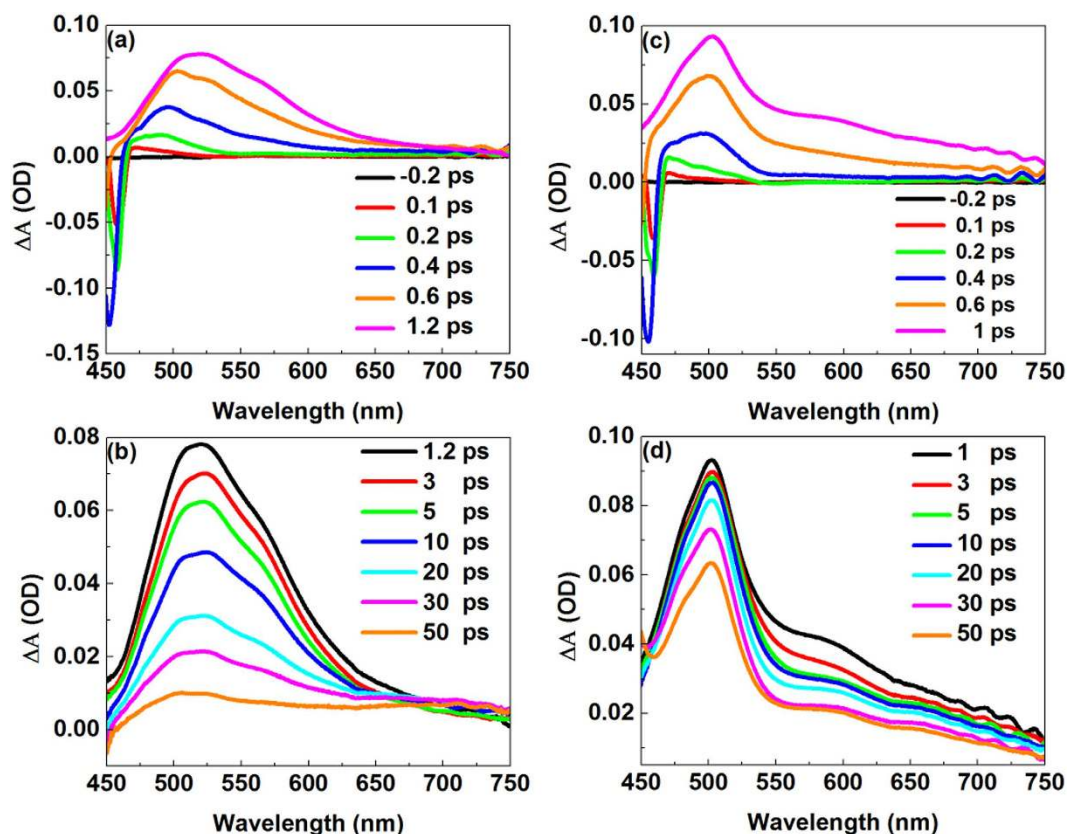 (a)
ΔA (OD)
0.10
0.05
0.00
-0.05
-0.10
-0.15
-0.2 ps
0.1 ps
0.2 ps
0.4 ps
0.6 ps
1.2 ps
450 500 550 600 650 700 750
Wavelength (nm)
(c)
ΔA (OD)
0.10
0.05
0.00
-0.05
-0.10
-0.2 ps
0.1 ps
0.2 ps
0.4 ps
0.6 ps
1 ps
450 500 550 600 650 700 750
Wavelength (nm)
(b)
ΔA (OD)
0.08
0.06
0.04
0.02
0.00
1.2 ps
3 ps
5 ps
10 ps
20 ps
30 ps
50 ps
450 500 550 600 650 700 750
Wavelength (nm)
(d)
ΔA (OD)
0.10
0.08
0.06
0.04
0.02
1 ps
3 ps
5 ps
10 ps
20 ps
30 ps
50 ps
450 500 550 600 650 700 750
Wavelength (nm)